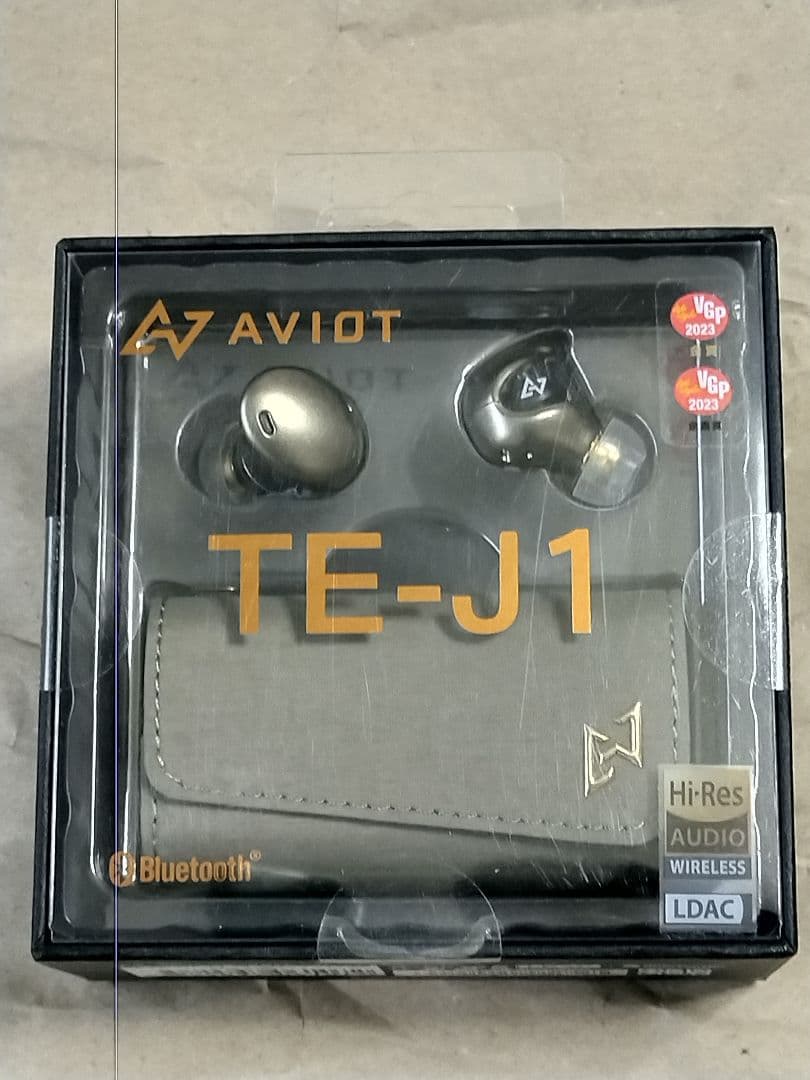 AVIOT
VGP
2023
VGP
2023
TE-J1
Bluetooth®
Hi-Res
AUDIO
WIRELESS
LDAC